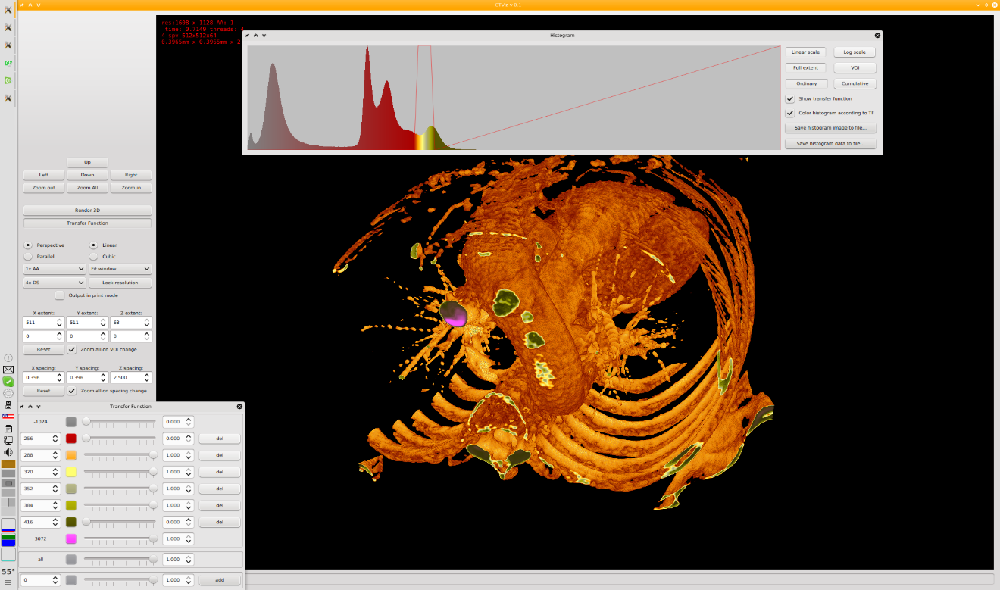 CTViz v 0.1
res:1608 x 1128 AA: 1
time: 0.7149 threads:
4 spv 512x512x64
0.3965mm x 0.3965mm x 2
Histogram
Linear scale
Log scale
Full extent
VOI
Ordinary
Cumulative
Show transfer function
Color histogram according to TF
Save histogram image to file...
Save histogram data to file...
Up
Left
Down
Right
Zoom out
Zoom All
Zoom in
Render 3D
Transfer Function
Perspective
Linear
Parallel
Cubic
1x AA
Fit window
4x DS
Lock resolution
Output in print mode
X extent:
Y extent:
Z extent:
511
511
63
0
0
0
Reset
Zoom all on VOI change
X spacing:
Y spacing:
Z spacing:
0.396
0.396
2.500
Reset
Zoom all on spacing change
Transfer Function
-1024
0.000
256
0.000
del
288
1.000
del
320
1.000
del
352
1.000
del
384
1.000
del
416
0.000
del
3072
1.000
all
1.000
0
1.000
add
55°